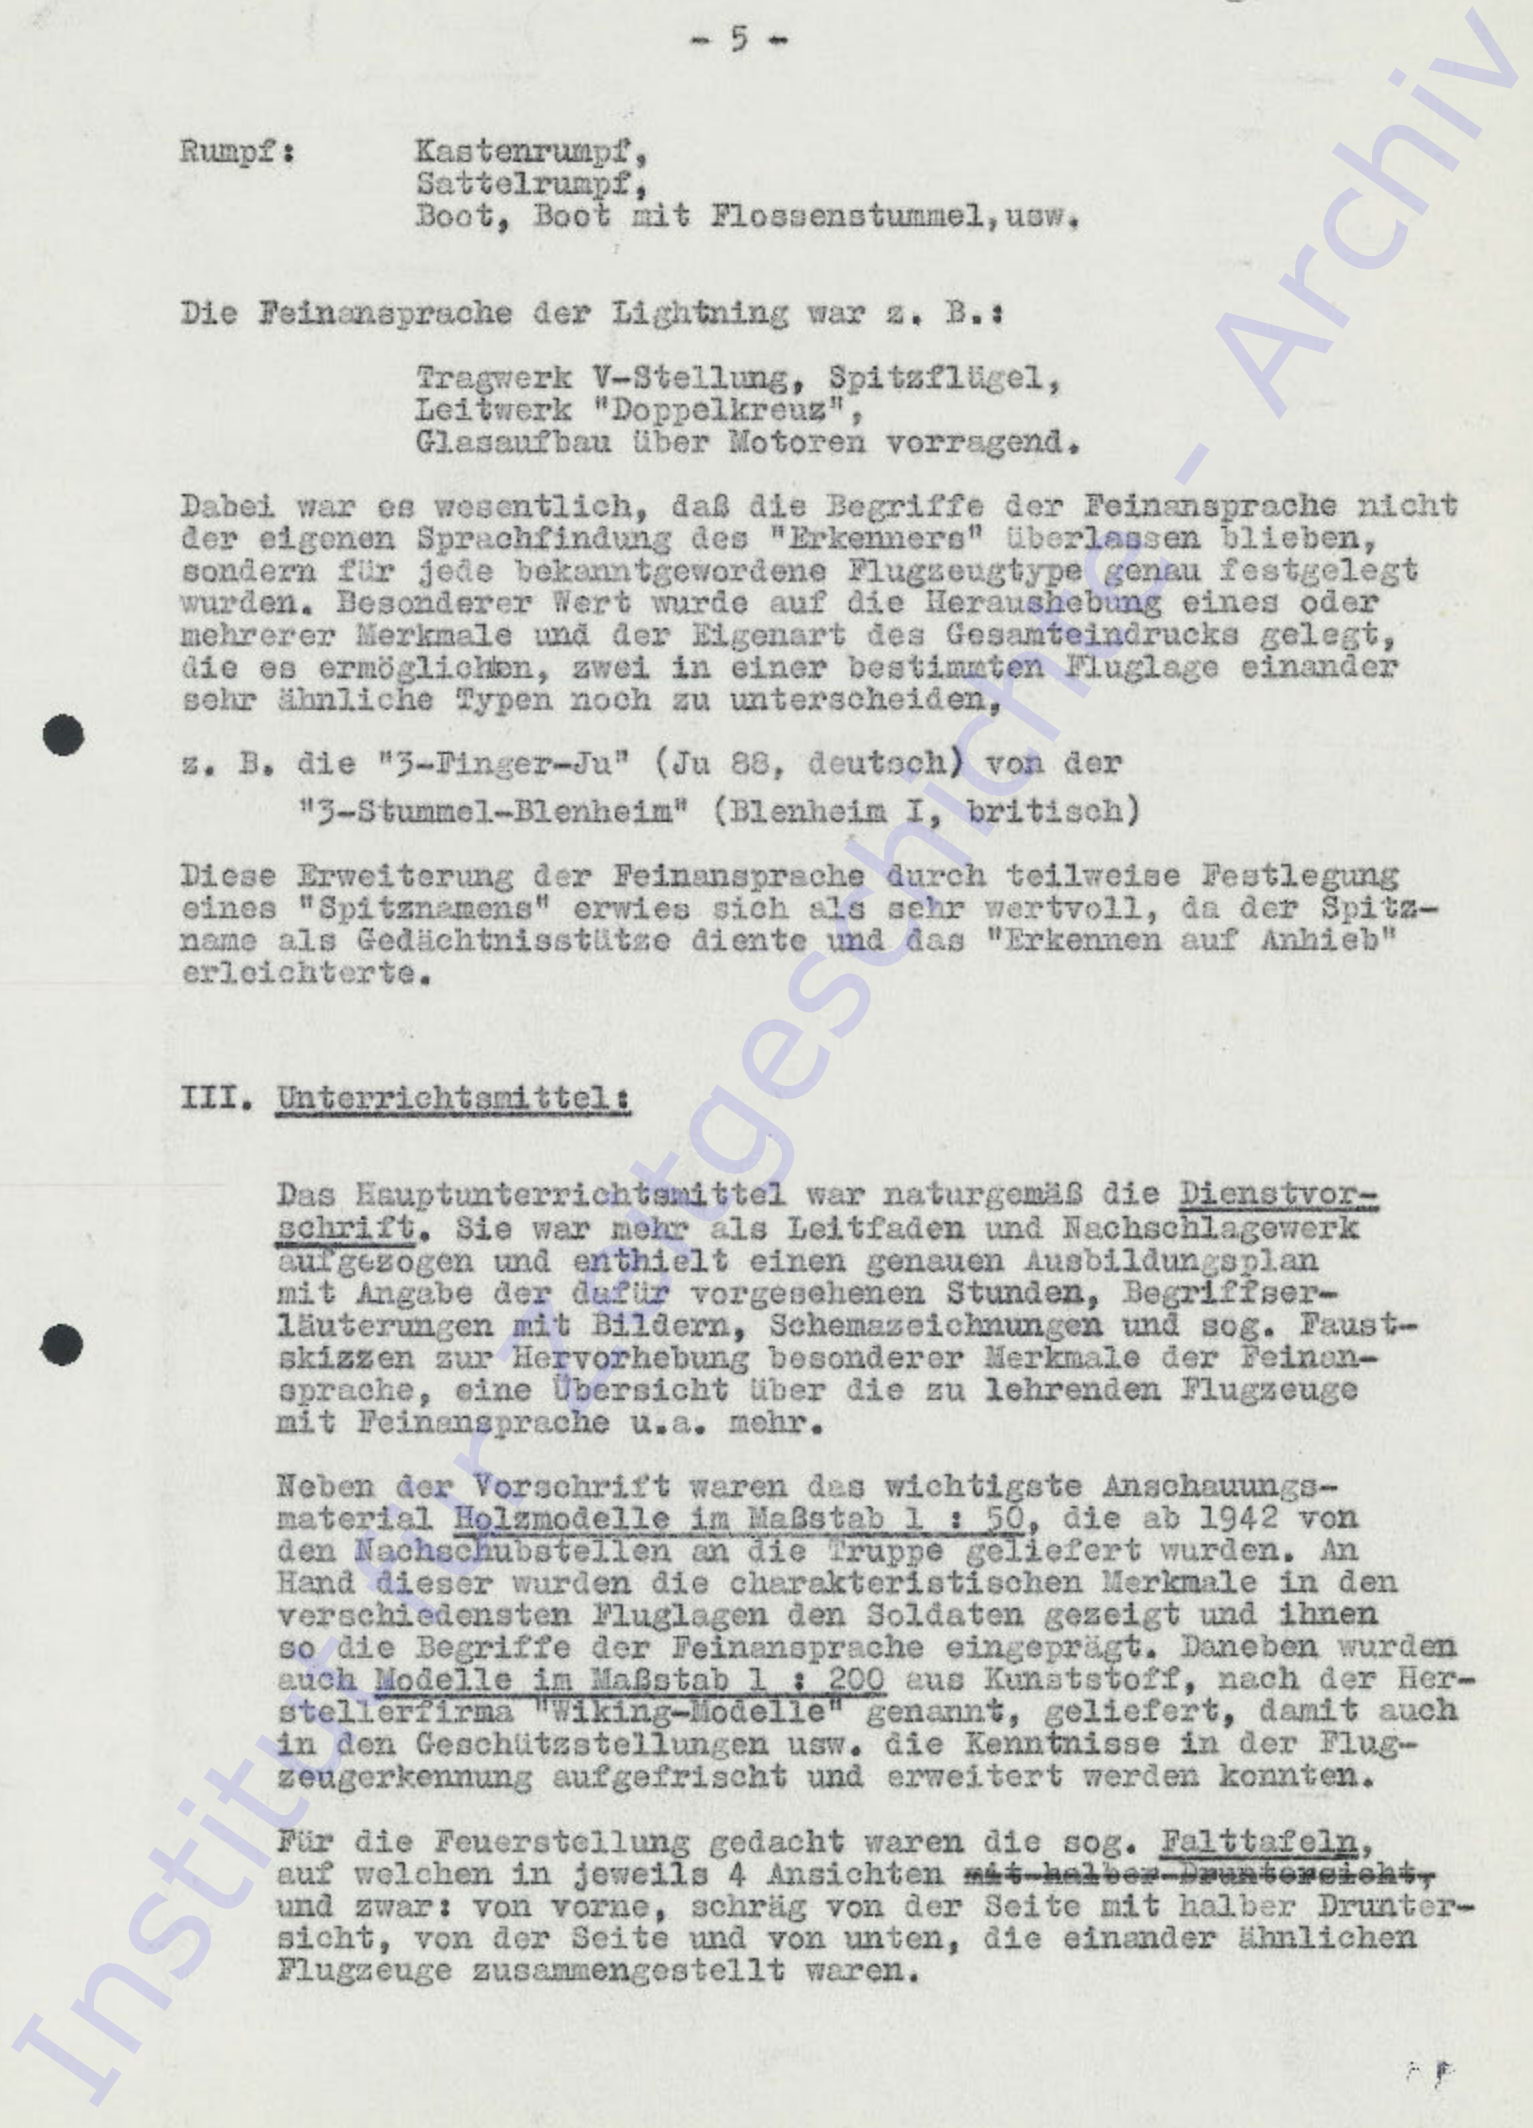 - 5 -
Rumpf: Kastenrumpf,
Sattelrumpf,
Boot, Boot mit Flossenstummel,usw.
Die Feinansprache der Lightning war z. B.:
Tragwerk V-Stellung, Spitzflügel,
Leitwerk "Doppelkreuz",
Glasaufbau über Motoren vorragend.
Dabei war es wesentlich, daß die Begriffe der Feinansprache nicht
der eigenen Sprachfindung des "Erkenners" überlassen blieben,
sondern für jede bekanntgewordene Flugzeugtype genau festgelegt
wurden. Besonderer Wert wurde auf die Heraushebung eines oder
mehrerer Merkmale und der Eigenart des Gesamteindrucks gelegt,
die es ermöglichten, zwei in einer bestimmten Fluglage einander
sehr ähnliche Typen noch zu unterscheiden,
z. B. die "3-Finger-Ju" (Ju 88, deutsch) von der
"3-Stummel-Blenheim" (Blenheim I, britisch)
Diese Erweiterung der Feinansprache durch teilweise Festlegung
eines "Spitznamens" erwies sich als sehr wertvoll, da der Spitz-
name als Gedächtnisstütze diente und das "Erkennen auf Anhieb"
erleichterte.
III. Unterrichtsmittel:
Das Hauptunterrichtsmittel war naturgemäß die Dienstvor-
schrift. Sie war mehr als Leitfaden und Nachschlagewerk
aufgezogen und enthielt einen genauen Ausbildungsplan
mit Angabe der dafür vorgesehenen Stunden, Begriffser-
läuterungen mit Bildern, Schemazeichnungen und sog. Faust-
skizzen zur Hervorhebung besonderer Merkmale der Feinan-
sprache, eine Übersicht über die zu lehrenden Flugzeuge
mit Feinansprache u.a. mehr.
Neben der Vorschrift waren das wichtigste Anschauungs-
material Holzmodelle im Maßstab 1 : 50, die ab 1942 von
den Nachschubstellen an die Truppe geliefert wurden. An
Hand dieser wurden die charakteristischen Merkmale in den
verschiedensten Fluglagen den Soldaten gezeigt und ihnen
so die Begriffe der Feinansprache eingeprägt. Daneben wurden
auch Modelle im Maßstab 1 : 200 aus Kunststoff, nach der Her-
stellerfirma "Wiking-Modelle" genannt, geliefert, damit auch
in den Geschützstellungen usw. die Kenntnisse in der Flug-
zeugerkennung aufgefrischt und erweitert werden konnten.
Für die Feuerstellung gedacht waren die sog. Falttafeln,
auf welchen in jeweils 4 Ansichten mit halber Druntersicht,
und zwar: von vorne, schräg von der Seite mit halber Drunter-
sicht, von der Seite und von unten, die einander ähnlichen
Flugzeuge zusammengestellt waren.
Institut für Zeitgeschichte - Archiv